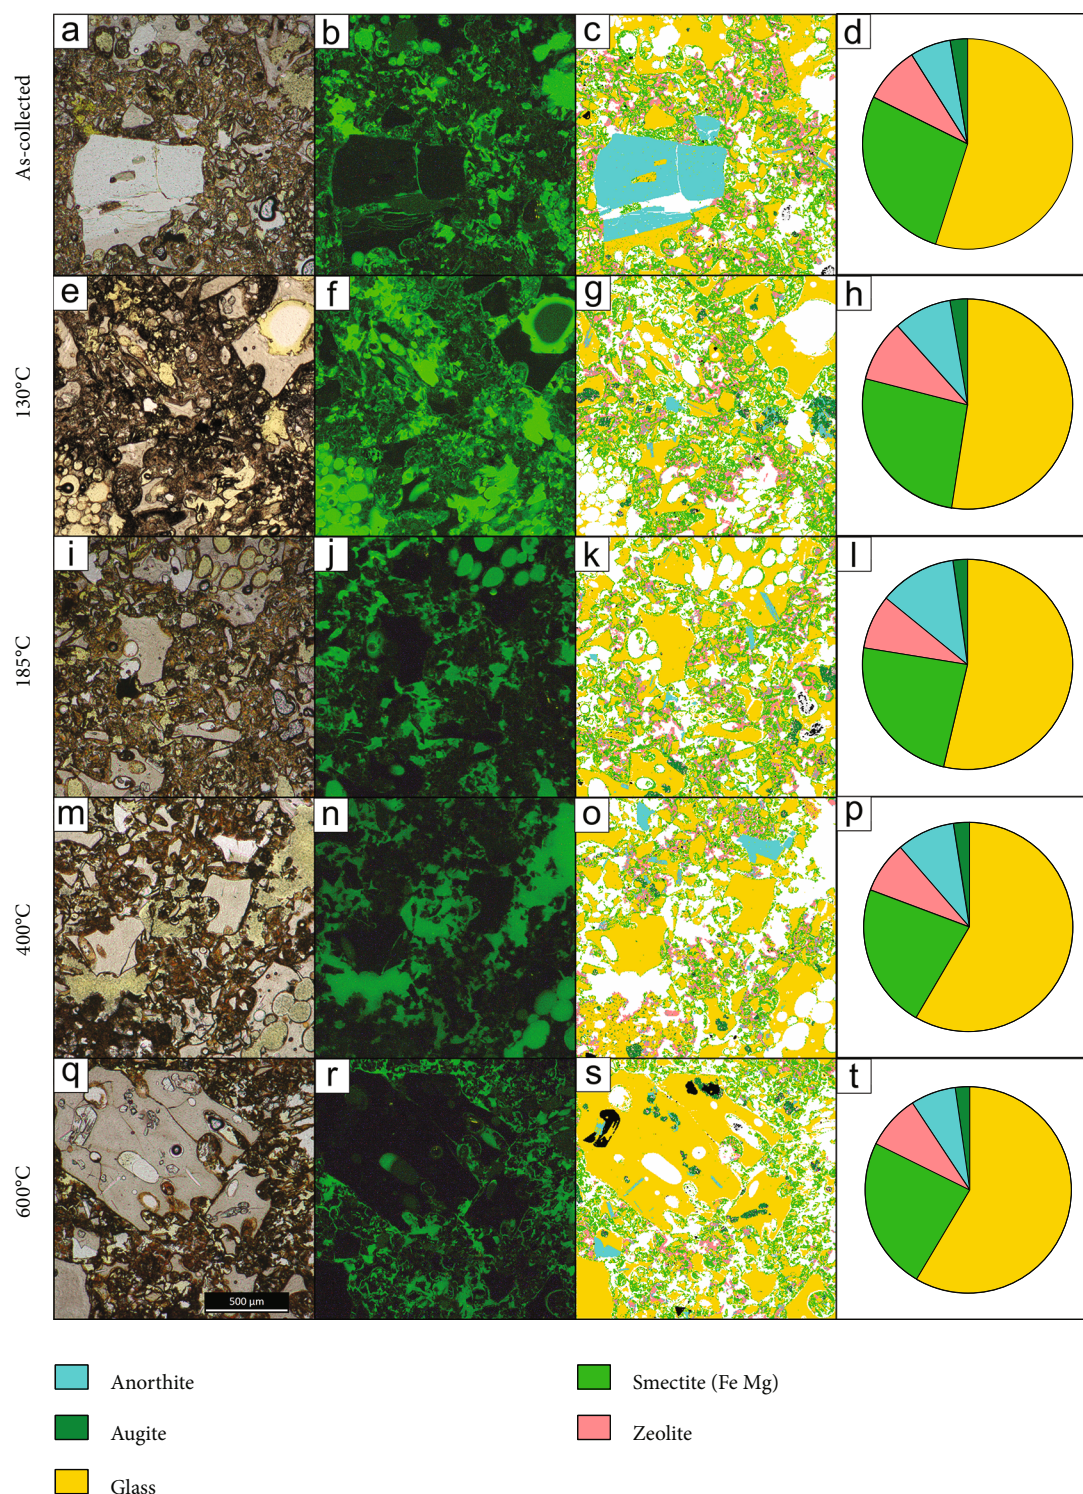 As-collected
a
b
c
d
130°C
e
f
g
h
185°C
i
j
k
l
400°C
m
n
o
p
600°C
q
r
s
t
500 µm
Anorthite
Smectite (Fe Mg)
Augite
Zeolite
Glass